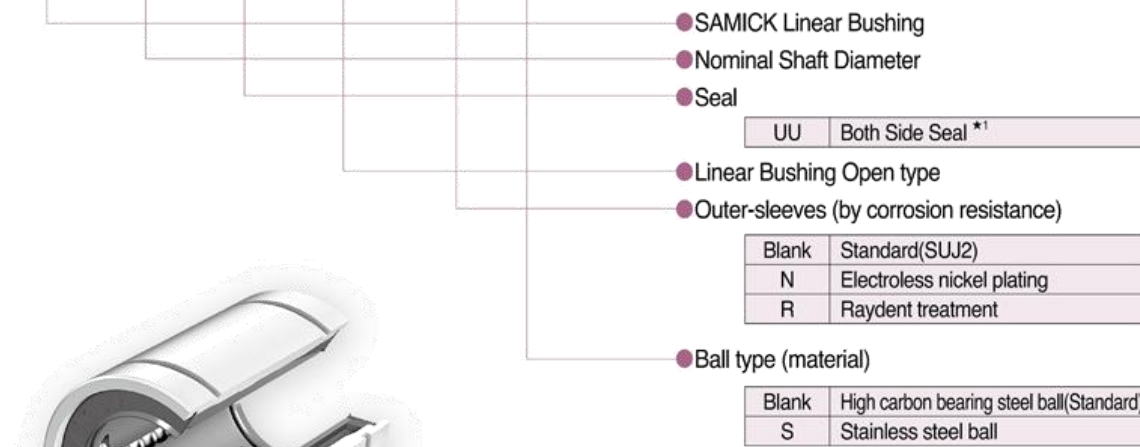 SAMICK Linear Bushing
Nominal Shaft Diameter
Seal
UU Both Side Seal ★1
Linear Bushing Open type
Outer-sleeves (by corrosion resistance)
Blank Standard(SUJ2)
N Electroless nickel plating
R Raydent treatment
Ball type (material)
Blank High carbon bearing steel ball(Standard)
S Stainless steel ball